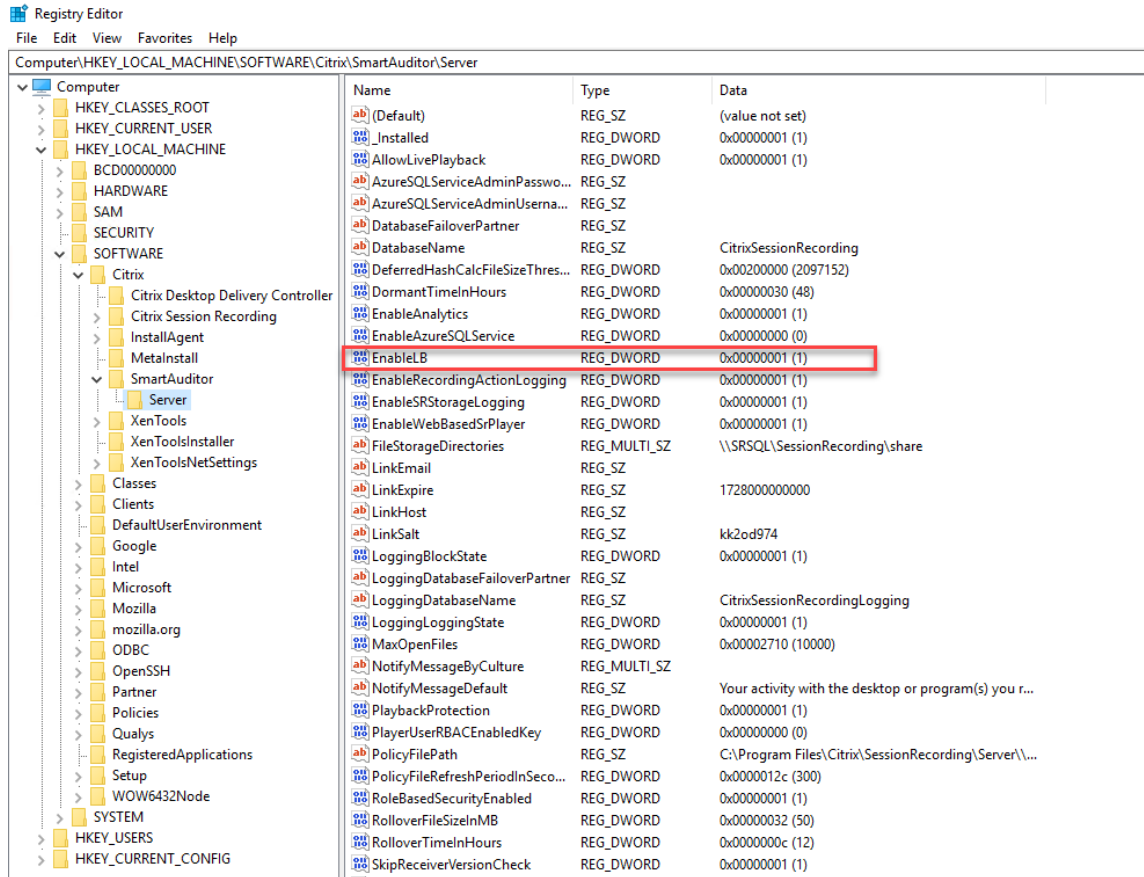 Registry Editor
File Edit View Favorites Help
Computer\HKEY_LOCAL_MACHINE\SOFTWARE\Citrix\SmartAuditor\Server
Computer
HKEY_CLASSES_ROOT
HKEY_CURRENT_USER
HKEY_LOCAL_MACHINE
BCD00000000
HARDWARE
SAM
SECURITY
SOFTWARE
Citrix
Citrix Desktop Delivery Controller
Citrix Session Recording
InstallAgent
MetaInstall
SmartAuditor
Server
XenTools
XenToolsInstaller
XenToolsNetSettings
Classes
Clients
DefaultUserEnvironment
Google
Intel
Microsoft
Mozilla
mozilla.org
ODBC
OpenSSH
Partner
Policies
Qualys
RegisteredApplications
Setup
WOW6432Node
SYSTEM
HKEY_USERS
HKEY_CURRENT_CONFIG
Name Type Data
(Default) REG_SZ (value not set)
_Installed REG_DWORD 0x00000001 (1)
AllowLivePlayback REG_DWORD 0x00000001 (1)
AzureSQLServiceAdminPasswo... REG_SZ
AzureSQLServiceAdminUserna... REG_SZ
DatabaseFailoverPartner REG_SZ
DatabaseName REG_SZ CitrixSessionRecording
DeferredHashCalcFileSizeThres... REG_DWORD 0x00200000 (2097152)
DormantTimeInHours REG_DWORD 0x00000030 (48)
EnableAnalytics REG_DWORD 0x00000001 (1)
EnableAzureSQLService REG_DWORD 0x00000000 (0)
EnableLB REG_DWORD 0x00000001 (1)
EnableRecordingActionLogging REG_DWORD 0x00000001 (1)
EnableSRStorageLogging REG_DWORD 0x00000001 (1)
EnableWebBasedSrPlayer REG_DWORD 0x00000001 (1)
FileStorageDirectories REG_MULTI_SZ \\SRSQL\SessionRecording\share
LinkEmail REG_SZ
LinkExpire REG_SZ 1728000000000
LinkHost REG_SZ
LinkSalt REG_SZ kk2od974
LoggingBlockState REG_DWORD 0x00000001 (1)
LoggingDatabaseFailoverPartner REG_SZ
LoggingDatabaseName REG_SZ CitrixSessionRecordingLogging
LoggingLoggingState REG_DWORD 0x00000001 (1)
MaxOpenFiles REG_DWORD 0x00002710 (10000)
NotifyMessageByCulture REG_MULTI_SZ
NotifyMessageDefault REG_SZ Your activity with the desktop or program(s) you r...
PlaybackProtection REG_DWORD 0x00000001 (1)
PlayerUserRBACEnabledKey REG_DWORD 0x00000000 (0)
PolicyFilePath REG_SZ C:\Program Files\Citrix\SessionRecording\Server\\...
PolicyFileRefreshPeriodInSeco... REG_DWORD 0x0000012c (300)
RoleBasedSecurityEnabled REG_DWORD 0x00000001 (1)
RolloverFileSizeInMB REG_DWORD 0x00000032 (50)
RolloverTimeInHours REG_DWORD 0x0000000c (12)
SkipReceiverVersionCheck REG_DWORD 0x00000001 (1)